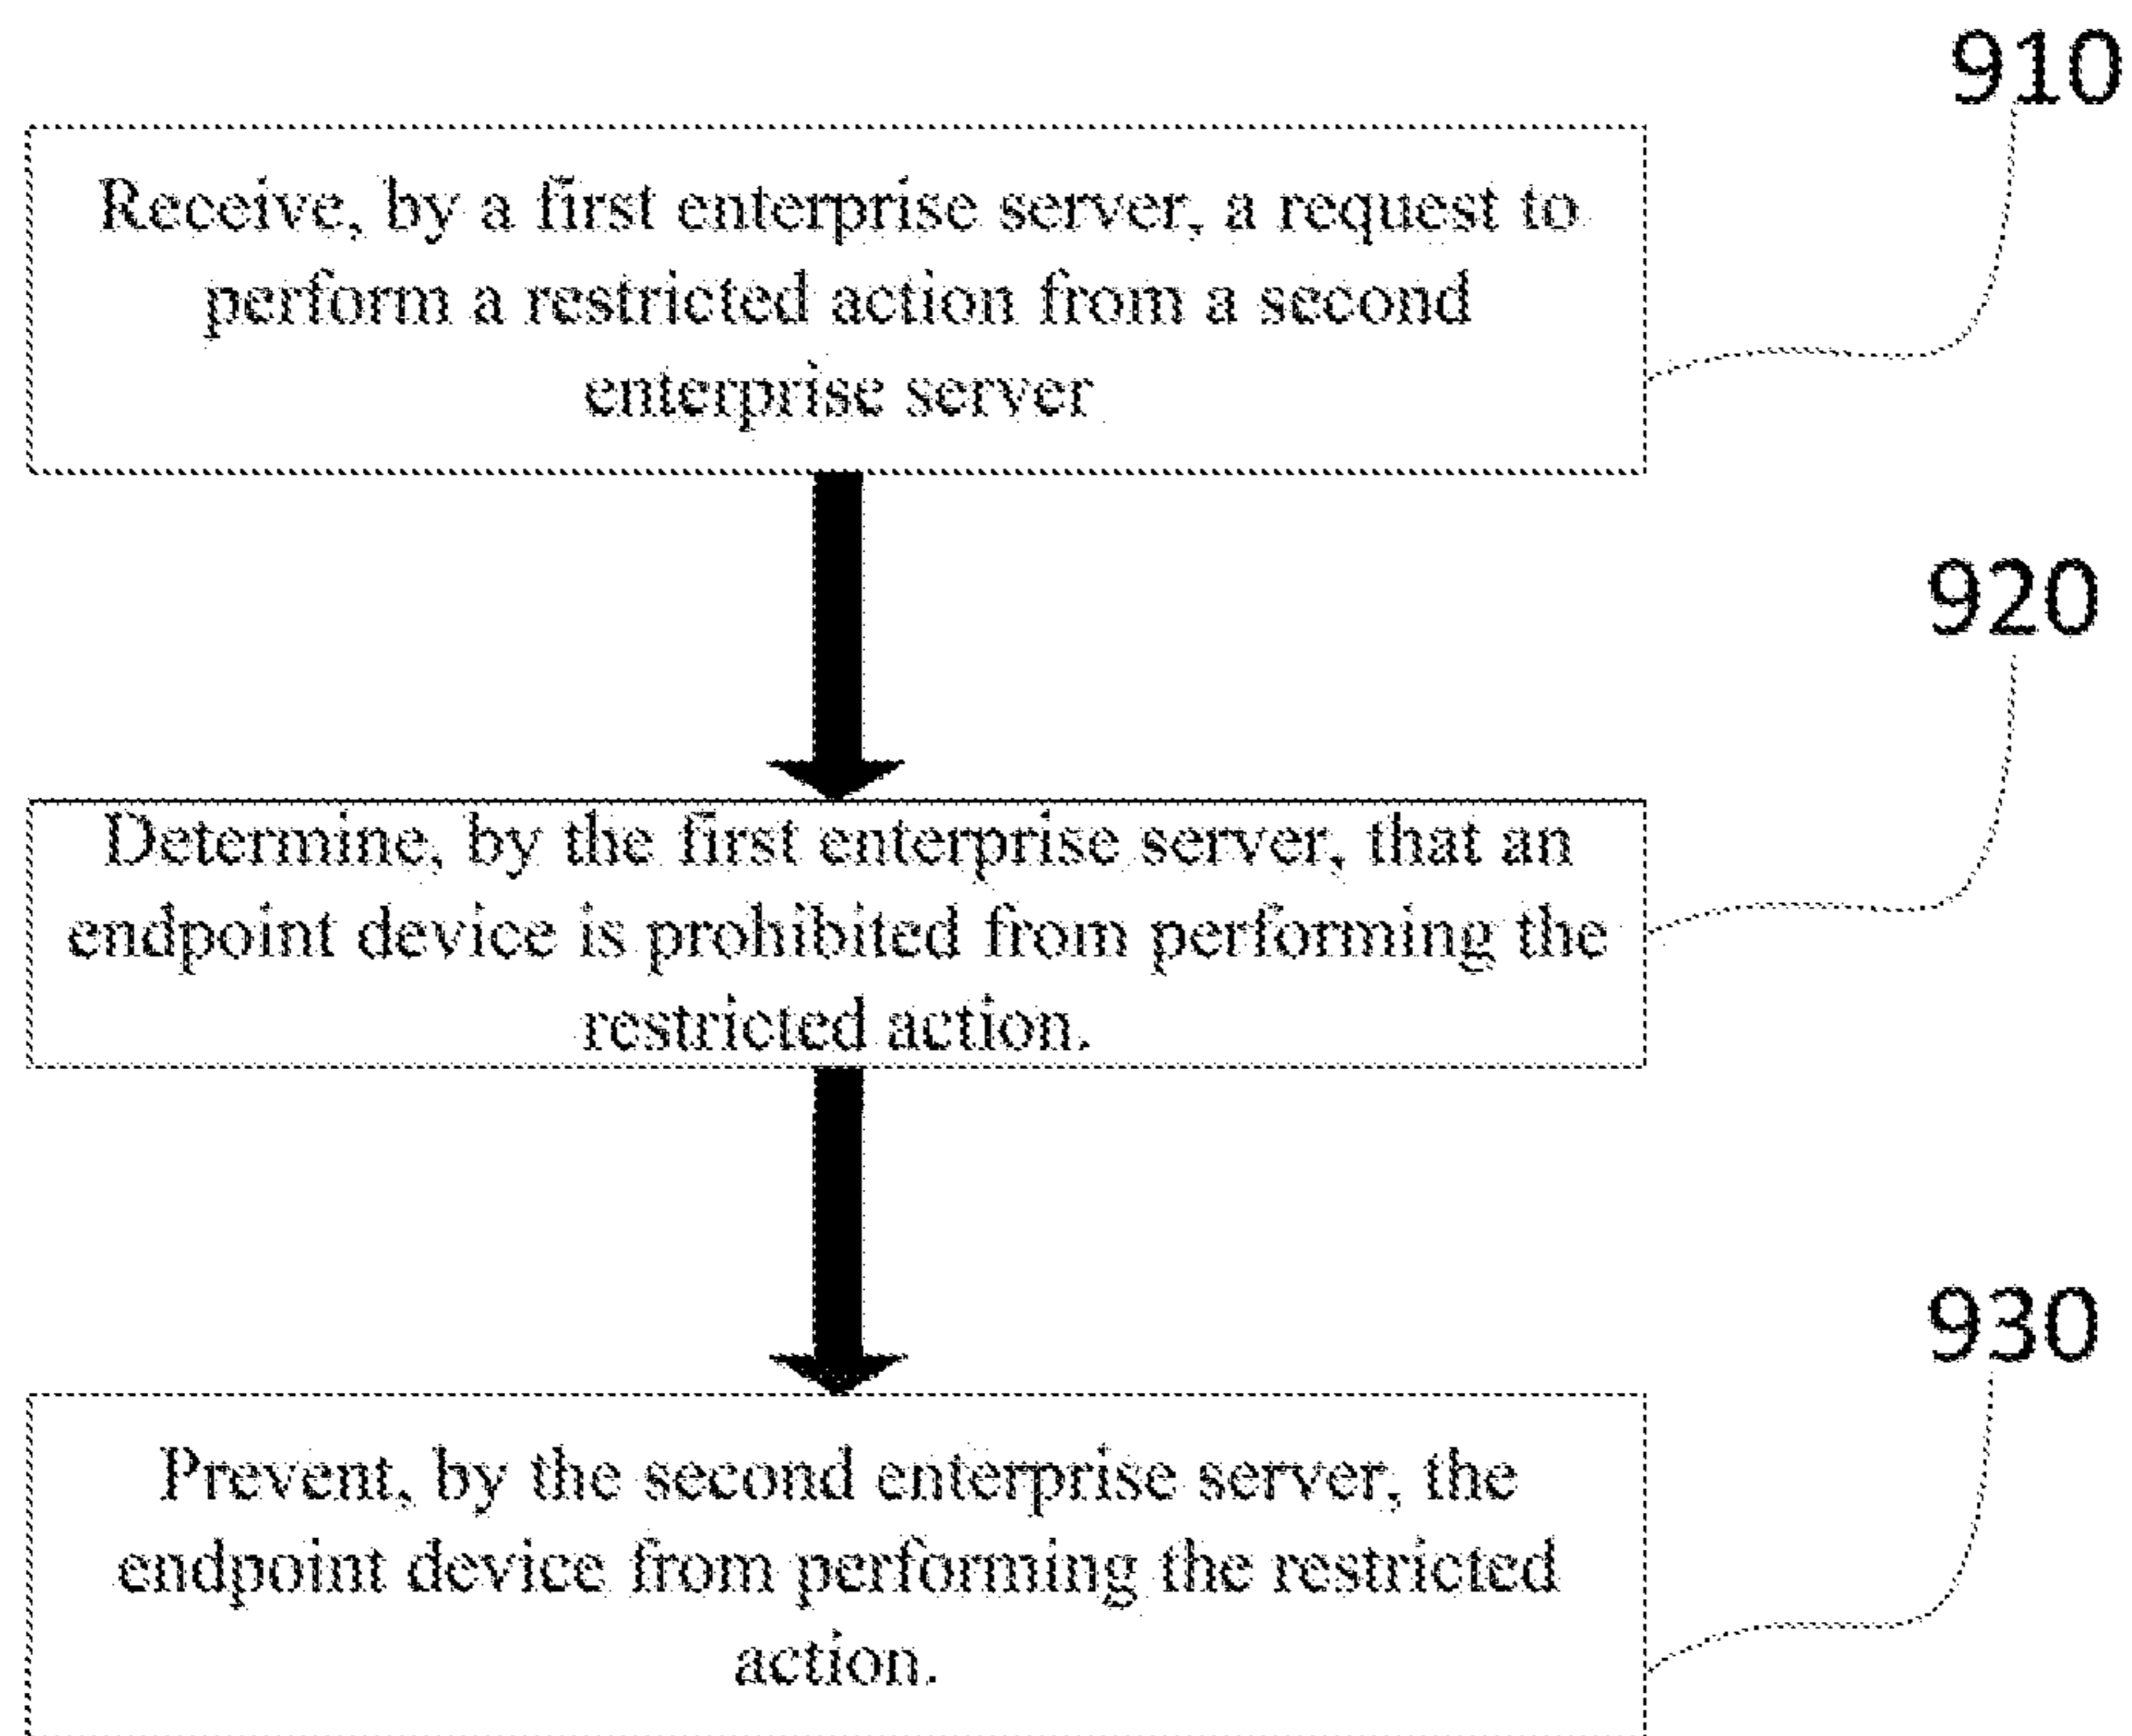 910
Receive, by a first enterprise server, a request to
perform a restricted action from a second
enterprise server
920
Determine, by the first enterprise server, that an
endpoint device is prohibited from performing the
restricted action.
930
Prevent, by the second enterprise server, the
endpoint device from performing the restricted
action.